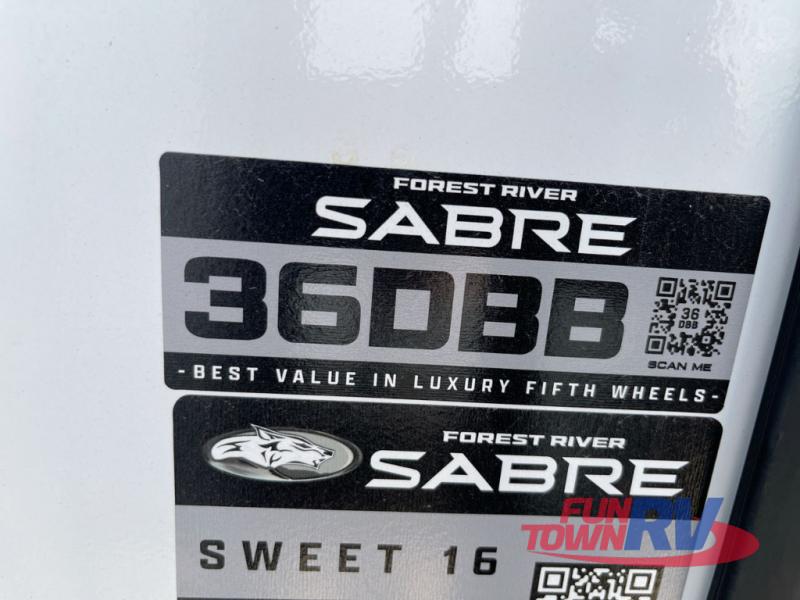 FOREST RIVER
SABRE
36DBB
36
DBB
SCAN ME
-BEST VALUE IN LUXURY FIFTH WHEELS-
FOREST RIVER
SABRE
SWEET 16
FUN
TOWN RV